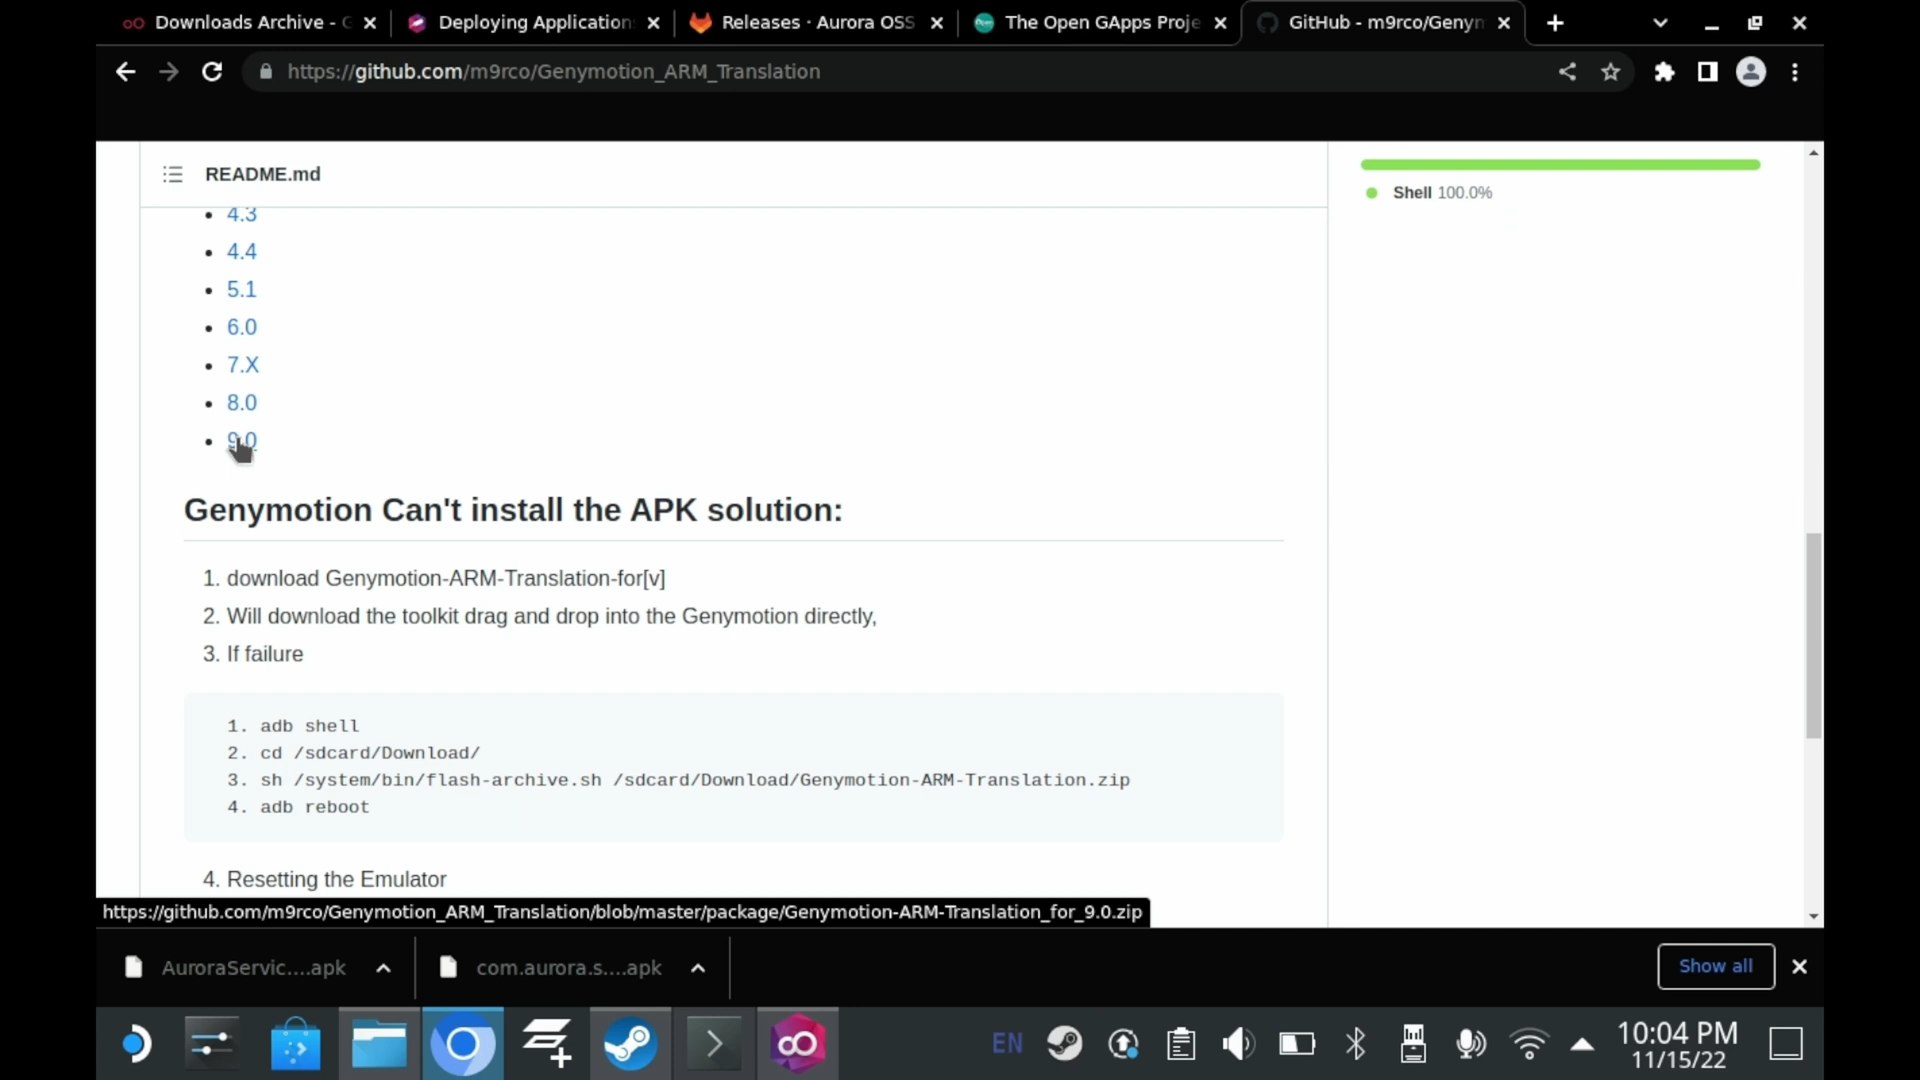 Downloads Archive - G
Deploying Application
Releases · Aurora OSS
The Open GApps Proje
GitHub - m9rco/Genym
https://github.com/m9rco/Genymotion_ARM_Translation
README.md
Shell 100.0%
4.3
4.4
5.1
6.0
7.X
8.0
9.0
Genymotion Can't install the APK solution:
1. download Genymotion-ARM-Translation-for[v]
2. Will download the toolkit drag and drop into the Genymotion directly,
3. If failure
1. adb shell
2. cd /sdcard/Download/
3. sh /system/bin/flash-archive.sh /sdcard/Download/Genymotion-ARM-Translation.zip
4. adb reboot
4. Resetting the Emulator
https://github.com/m9rco/Genymotion_ARM_Translation/blob/master/package/Genymotion-ARM-Translation_for_9.0.zip
AuroraServic....apk
com.aurora.s....apk
Show all
EN
10:04 PM
11/15/22